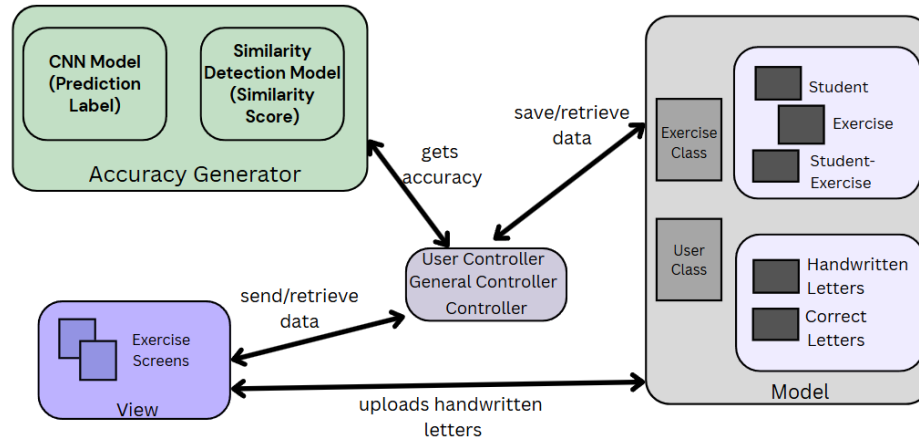 CNN Model
(Prediction
Label)
Similarity
Detection Model
(Similarity
Score)
Accuracy Generator
gets
accuracy
save/retrieve
data
User Controller
General Controller
Controller
send/retrieve
data
Exercise
Screens
View
uploads handwritten
letters
Exercise
Class
User
Class
Student
Exercise
Student-
Exercise
Handwritten
Letters
Correct
Letters
Model